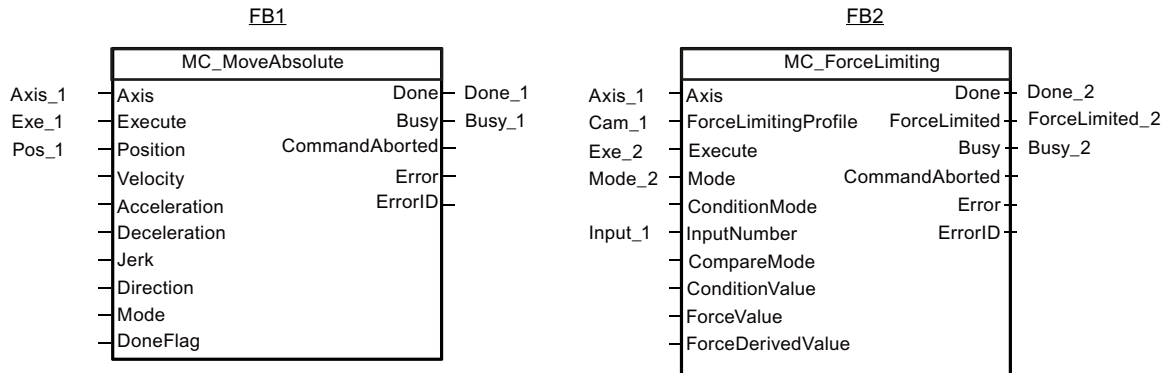 FB1
MC_MoveAbsolute
Axis_1 Axis Done Done_1
Exe_1 Execute Busy Busy_1
Pos_1 Position CommandAborted
Velocity Error
Acceleration ErrorID
Deceleration
Jerk
Direction
Mode
DoneFlag
FB2
MC_ForceLimiting
Axis_1 Axis Done Done_2
Cam_1 ForceLimitingProfile ForceLimited ForceLimited_2
Exe_2 Execute Busy Busy_2
Mode_2 Mode CommandAborted
ConditionMode Error
Input_1 InputNumber ErrorID
CompareMode
ConditionValue
ForceValue
ForceDerivedValue